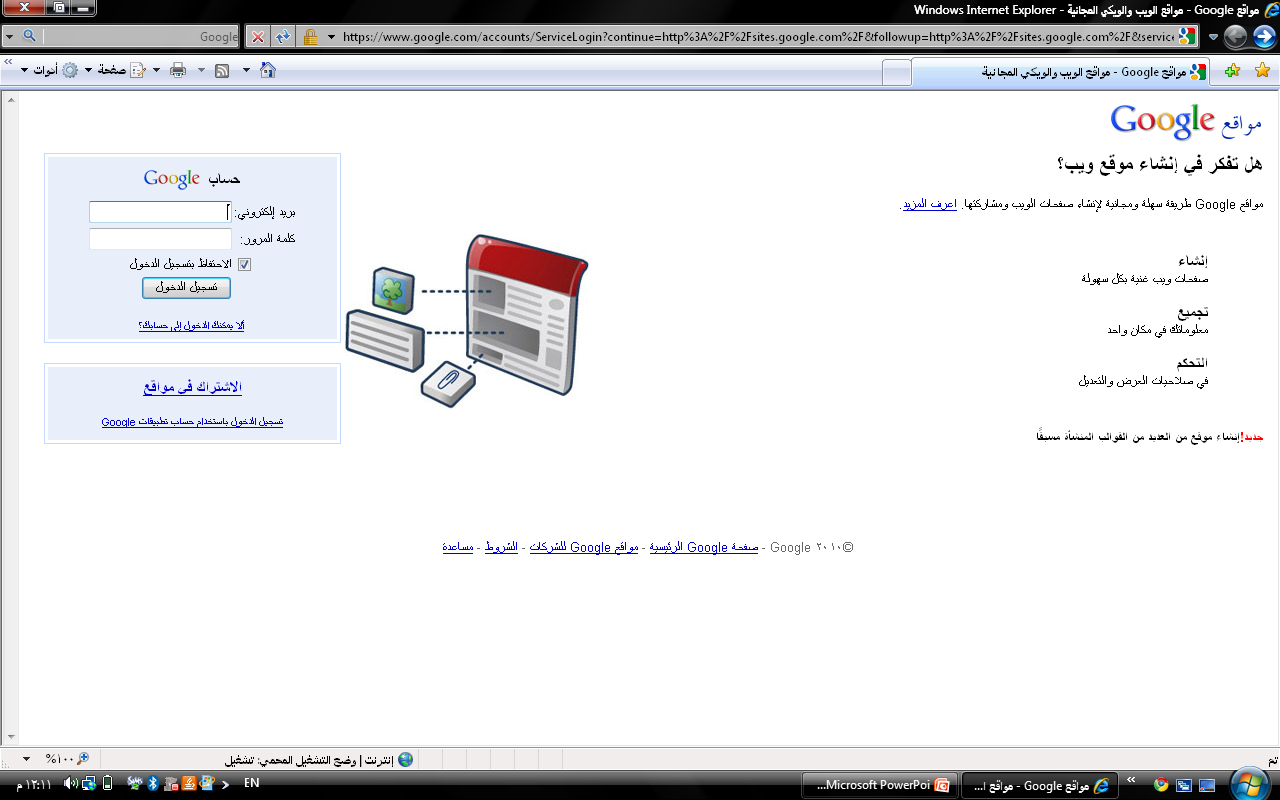 مواقع Google - مواقع الويب والويكي المجانية - Windows Internet Explorer
https://www.google.com/accounts/ServiceLogin?continue=http%3A%2F%2Fsites.google.com%2F&followup=http%3A%2F%2Fsites.google.com%2F&service
Google
مواقع Google - مواقع الويب والويكي المجانية
صفحة
أدوات
مواقع Google
هل تفكر في إنشاء موقع ويب؟
مواقع Google طريقة سهلة ومجانية لإنشاء صفحات الويب ومشاركتها. اعرف المزيد.
إنشاء
صفحات ويب غنية بكل سهولة
تجميع
معلوماتك في مكان واحد
التحكم
في صلاحيات العرض والتعديل
جديد!إنشاء موقع من العديد من القوالب المنشأة مسبقًا
حساب Google
بريد إلكتروني:
كلمة المرور:
الاحتفاظ بتسجيل الدخول
تسجيل الدخول
ألا يمكنك الدخول إلى حسابك؟
الاشتراك في مواقع
تسجيل الدخول باستخدام حساب تطبيقات Google
©٢٠١٠ Google - صفحة Google الرئيسية - مواقع Google للشركات - الشروط - مساعدة
تم
إنترنت | وضع التشغيل المحمي: تشغيل
١٠٠%
مواقع Google - مواقع ا...
Microsoft PowerPoi...
EN
١٢:١١ م